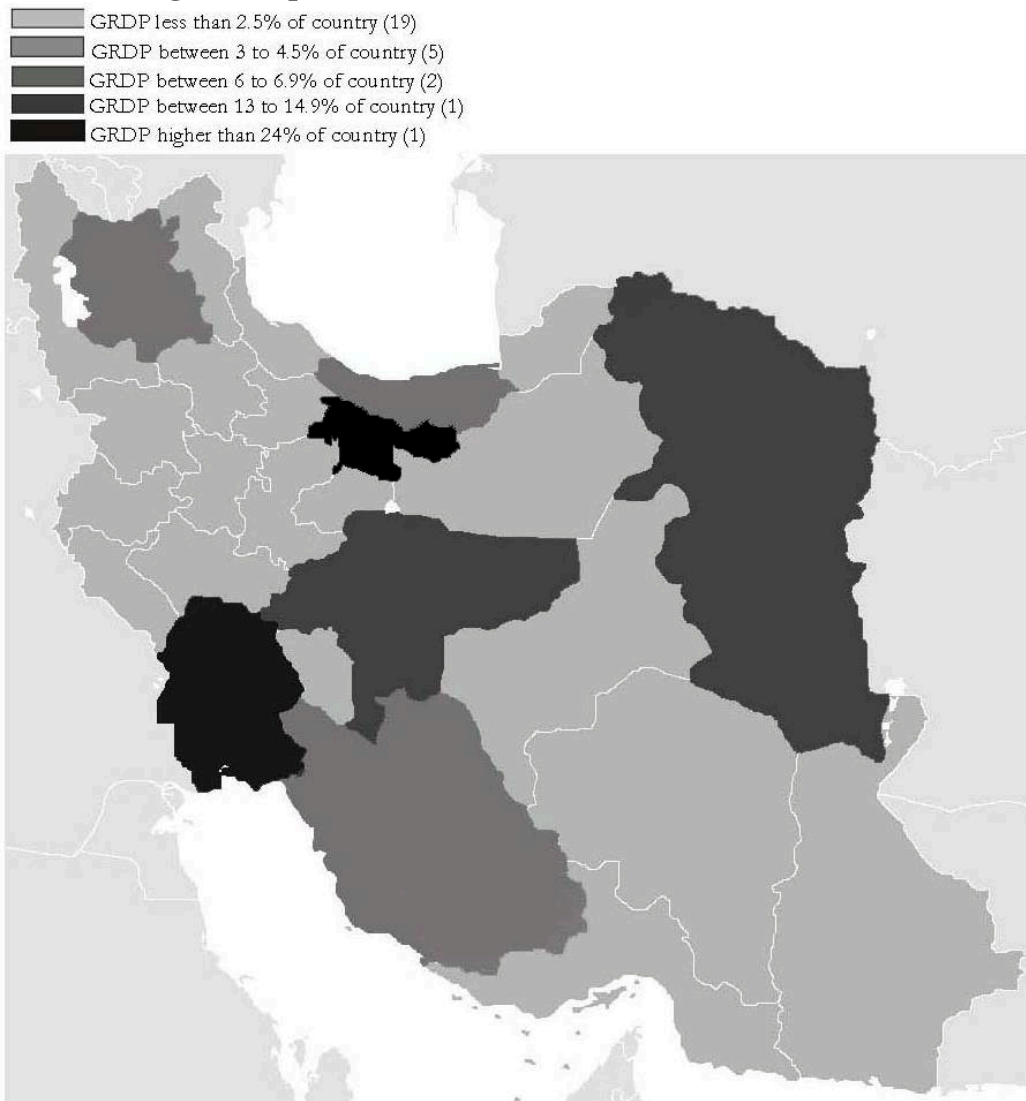 GRDP less than 2.5% of country (19)
GRDP between 3 to 4.5% of country (5)
GRDP between 6 to 6.9% of country (2)
GRDP between 13 to 14.9% of country (1)
GRDP higher than 24% of country (1)